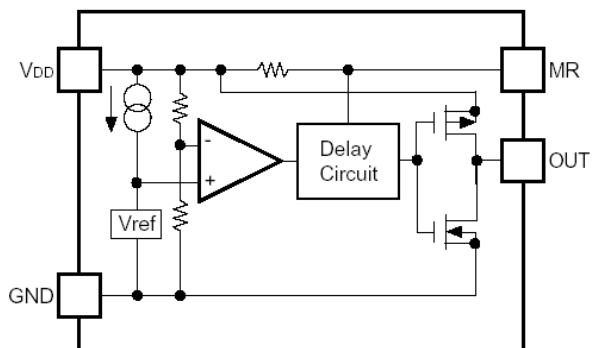 VDD
MR
-
+
Delay
Circuit
OUT
Vref
GND